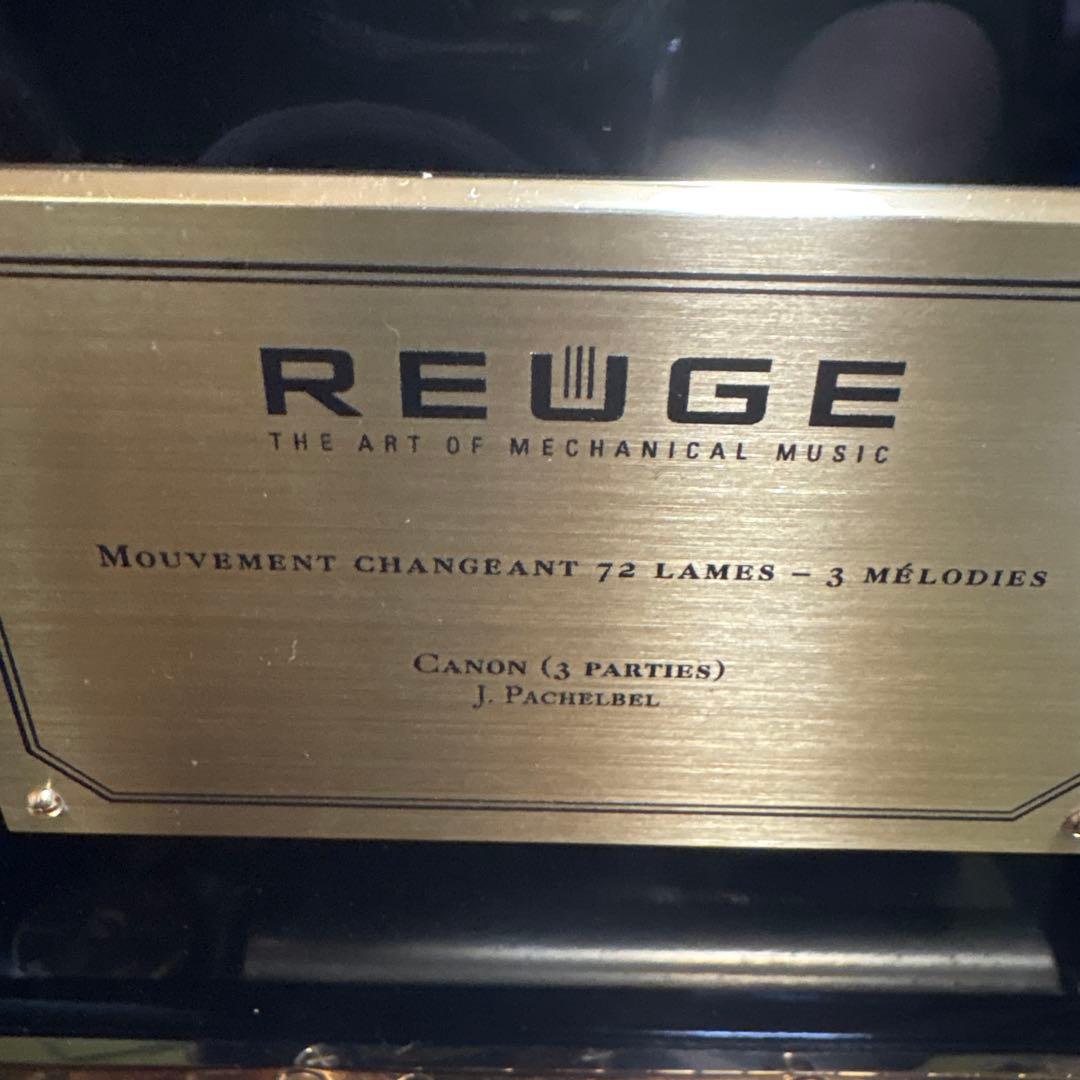 REUGE
THE ART OF MECHANICAL MUSIC
MOUVEMENT CHANGEANT 72 LAMES – 3 MÉLODIES
CANON (3 PARTIES)
J. PACHELBEL